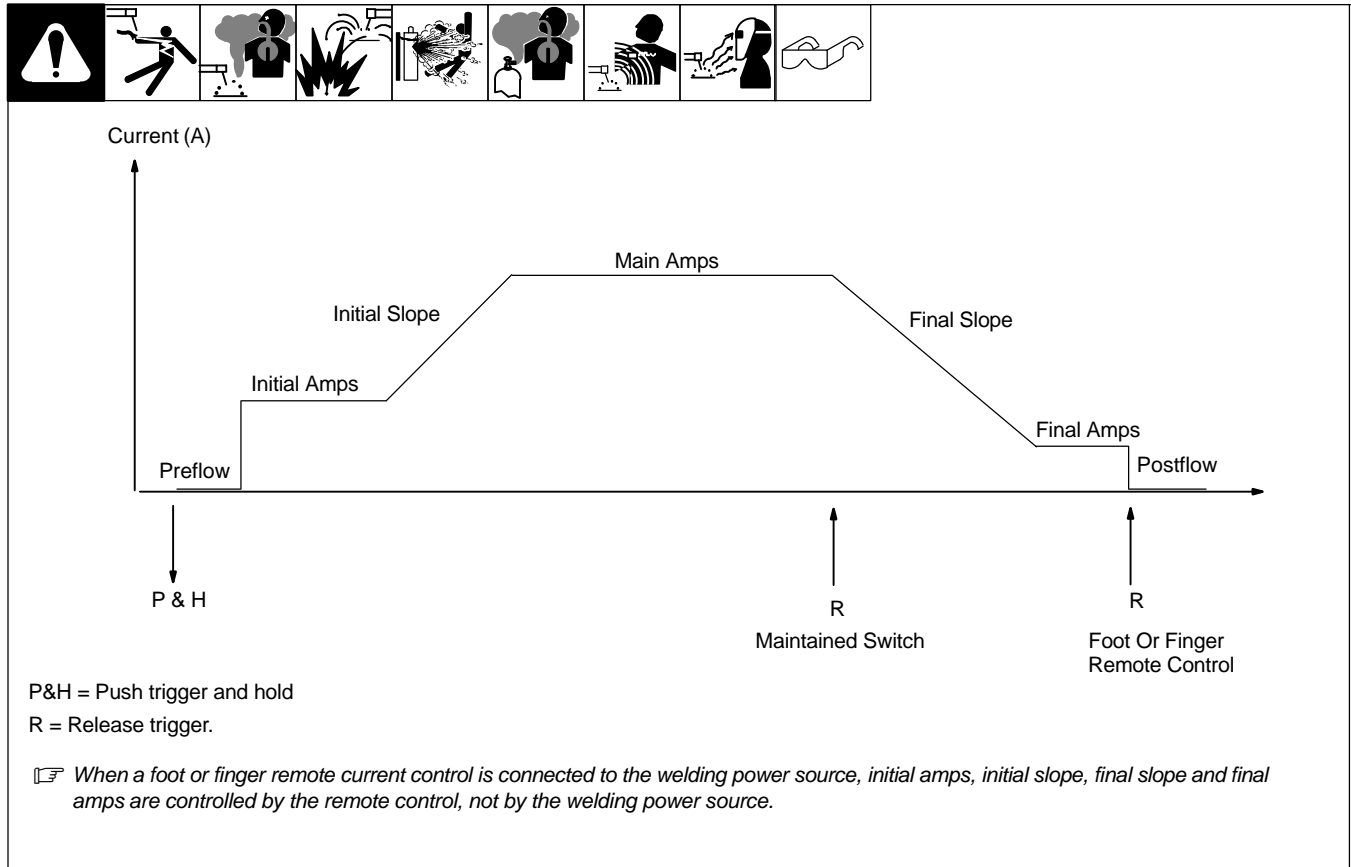 Current (A)
Main Amps
Initial Slope
Final Slope
Initial Amps
Final Amps
Preflow
Postflow
P & H
R
R
Maintained Switch
Foot Or Finger
Remote Control
P&H = Push trigger and hold
R = Release trigger.
When a foot or finger remote current control is connected to the welding power source, initial amps, initial slope, final slope and final
amps are controlled by the remote control, not by the welding power source.